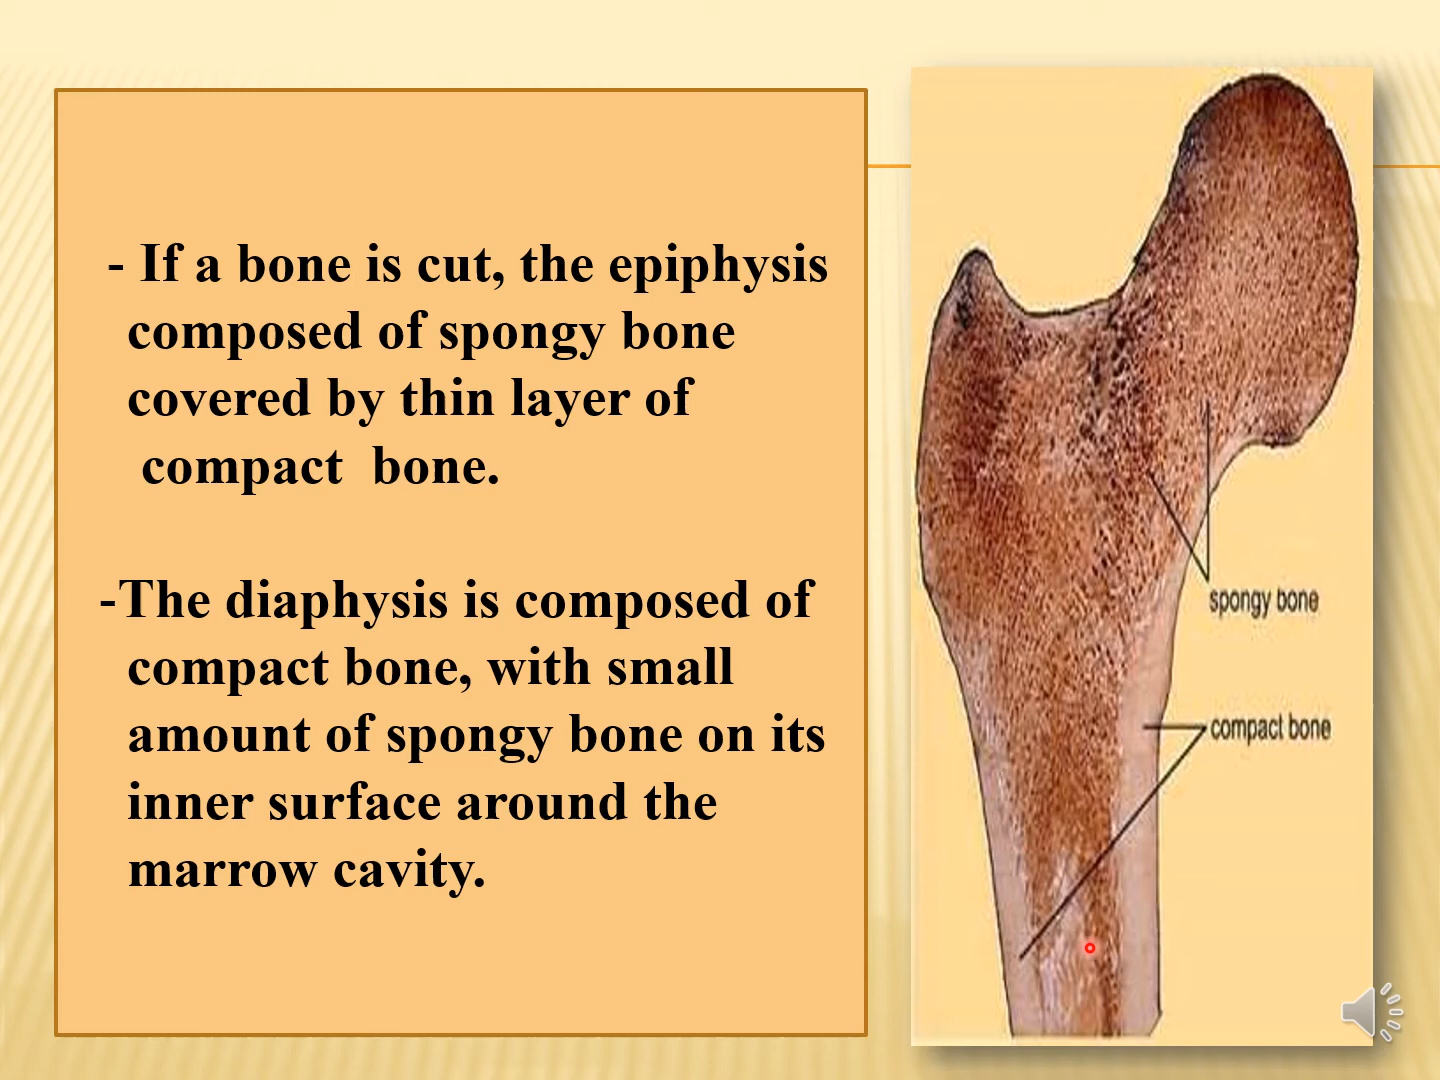 - If a bone is cut, the epiphysis
composed of spongy bone
covered by thin layer of
compact bone.
-The diaphysis is composed of
compact bone, with small
amount of spongy bone on its
inner surface around the
marrow cavity.
spongy bone
compact bone